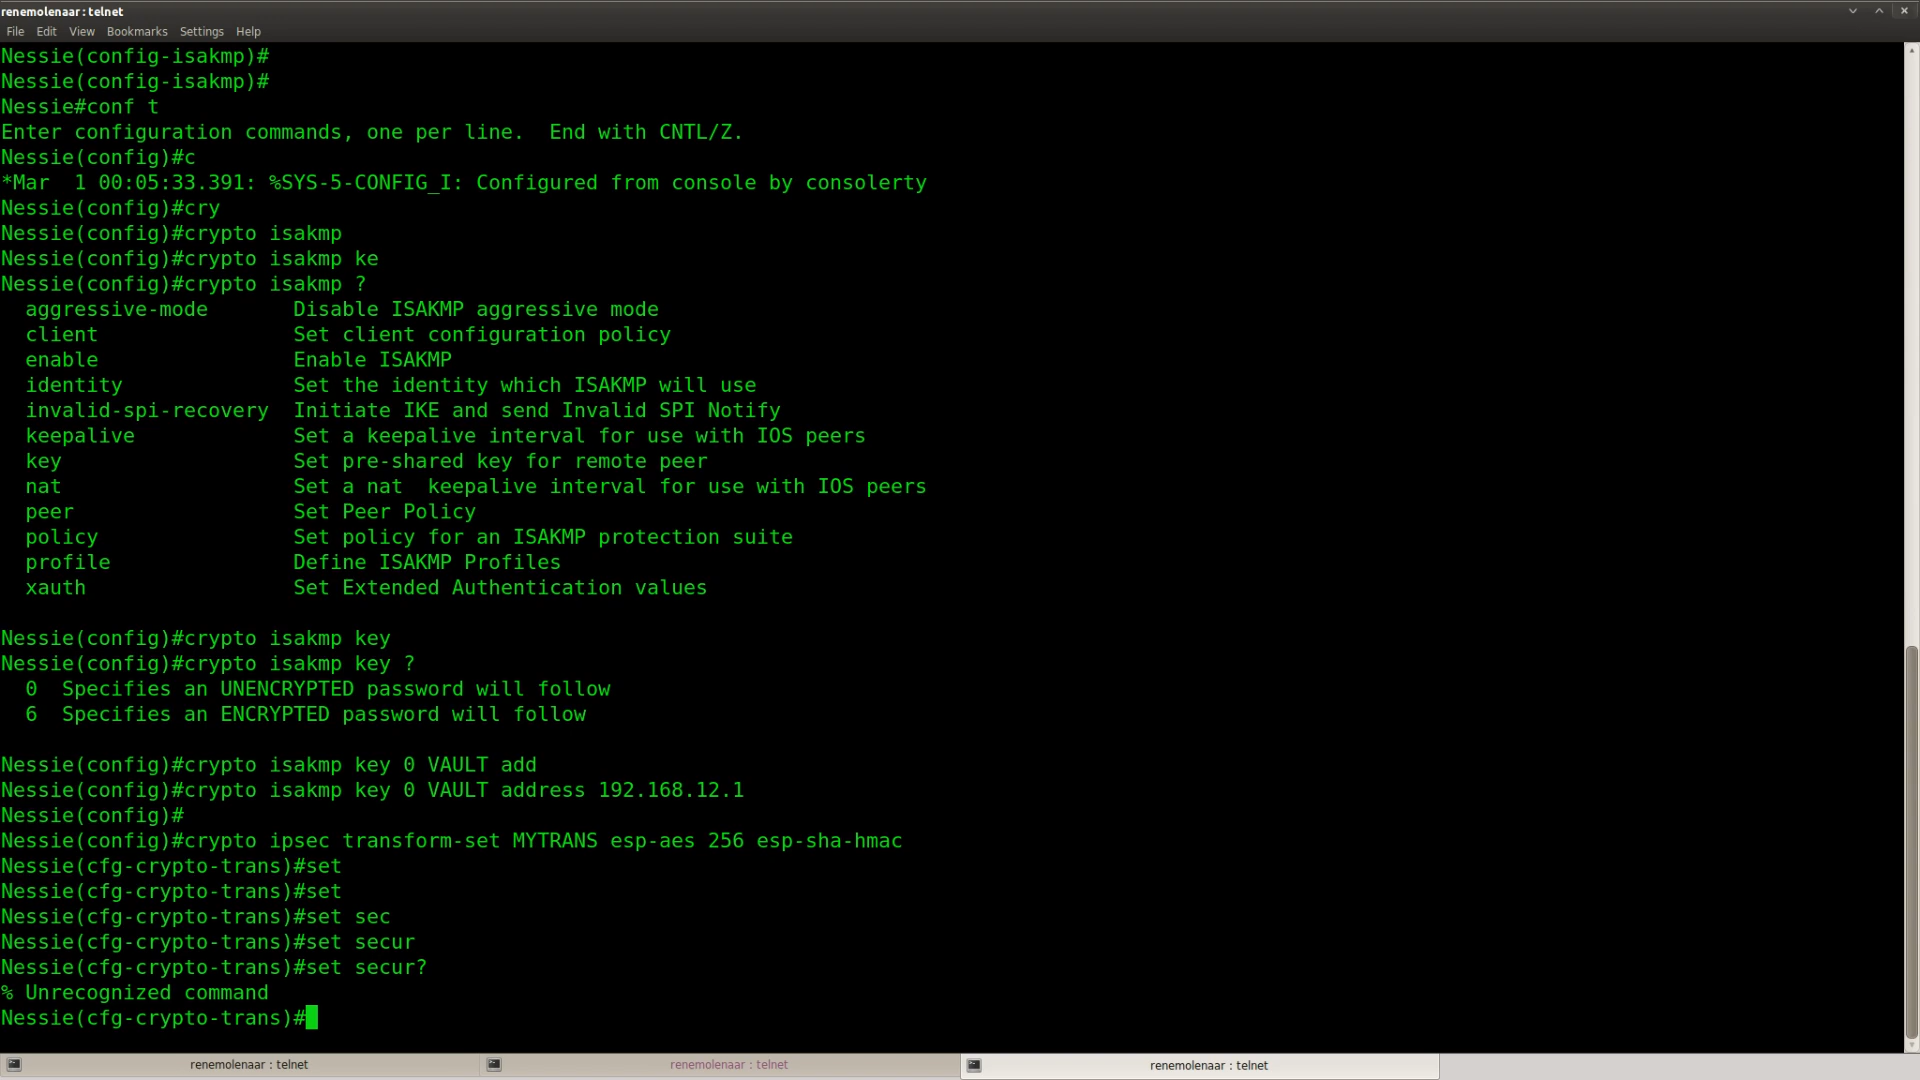 renemolenaar : telnet
File Edit View Bookmarks Settings Help
Nessie(config-isakmp)#
Nessie(config-isakmp)#
Nessie#conf t
Enter configuration commands, one per line.  End with CNTL/Z.
Nessie(config)#c
*Mar  1 00:05:33.391: %SYS-5-CONFIG_I: Configured from console by consolerty
Nessie(config)#cry
Nessie(config)#crypto isakmp
Nessie(config)#crypto isakmp ke
Nessie(config)#crypto isakmp ?
  aggressive-mode       Disable ISAKMP aggressive mode
  client                Set client configuration policy
  enable                Enable ISAKMP
  identity              Set the identity which ISAKMP will use
  invalid-spi-recovery  Initiate IKE and send Invalid SPI Notify
  keepalive             Set a keepalive interval for use with IOS peers
  key                   Set pre-shared key for remote peer
  nat                   Set a nat  keepalive interval for use with IOS peers
  peer                  Set Peer Policy
  policy                Set policy for an ISAKMP protection suite
  profile               Define ISAKMP Profiles
  xauth                 Set Extended Authentication values
Nessie(config)#crypto isakmp key
Nessie(config)#crypto isakmp key ?
  0  Specifies an UNENCRYPTED password will follow
  6  Specifies an ENCRYPTED password will follow
Nessie(config)#crypto isakmp key 0 VAULT add
Nessie(config)#crypto isakmp key 0 VAULT address 192.168.12.1
Nessie(config)#
Nessie(config)#crypto ipsec transform-set MYTRANS esp-aes 256 esp-sha-hmac
Nessie(cfg-crypto-trans)#set
Nessie(cfg-crypto-trans)#set
Nessie(cfg-crypto-trans)#set sec
Nessie(cfg-crypto-trans)#set secur
Nessie(cfg-crypto-trans)#set secur?
% Unrecognized command
Nessie(cfg-crypto-trans)#
renemolenaar : telnet renemolenaar : telnet renemolenaar : telnet